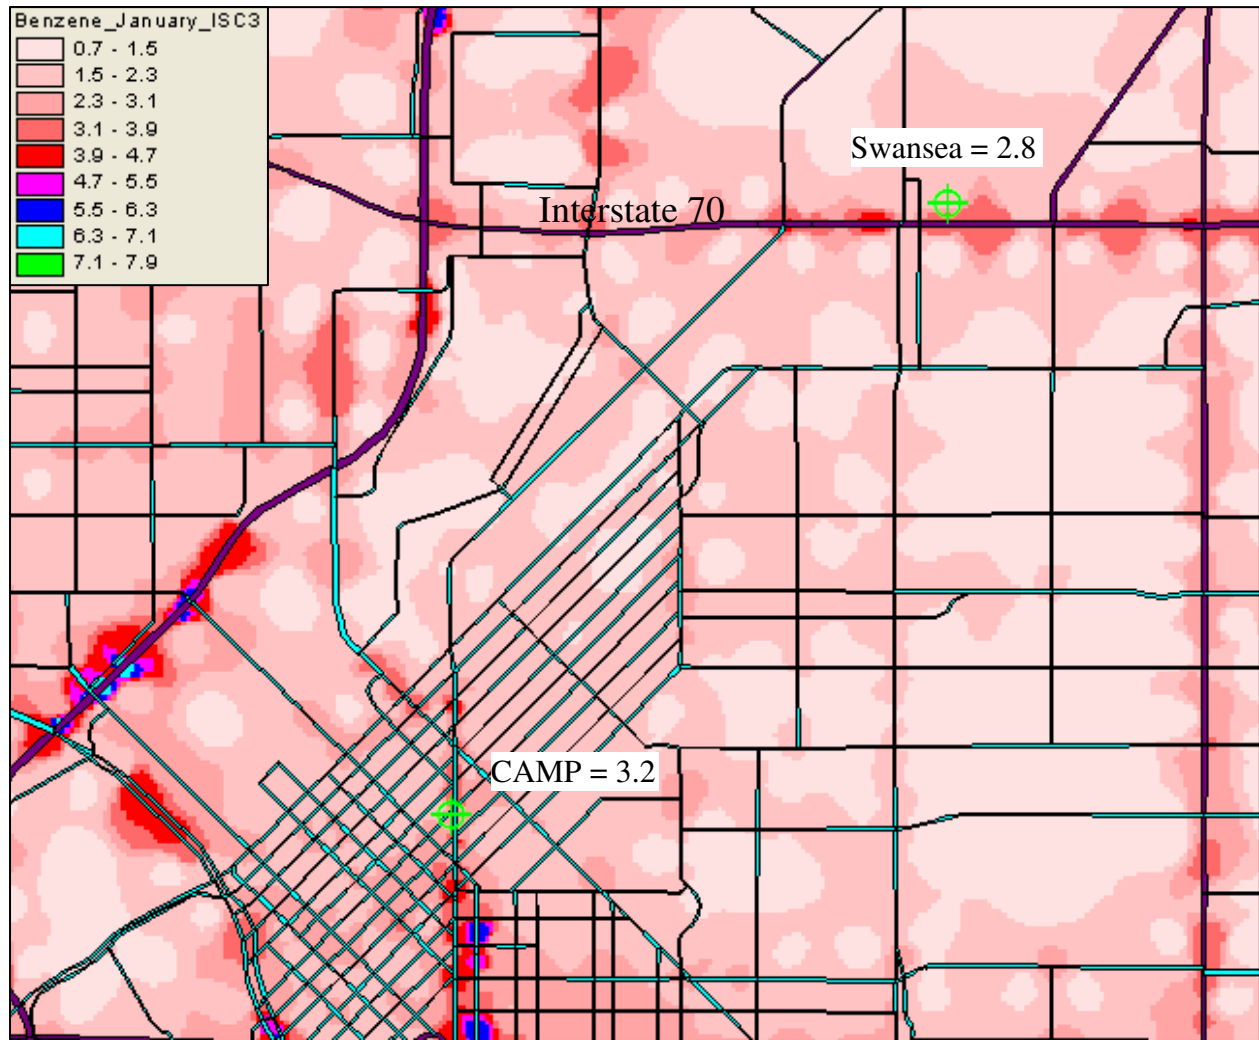 Benzene_January_ISC3
0.7 - 1.5
1.5 - 2.3
2.3 - 3.1
3.1 - 3.9
3.9 - 4.7
4.7 - 5.5
5.5 - 6.3
6.3 - 7.1
7.1 - 7.9
Swansea = 2.8
Interstate 70
CAMP = 3.2